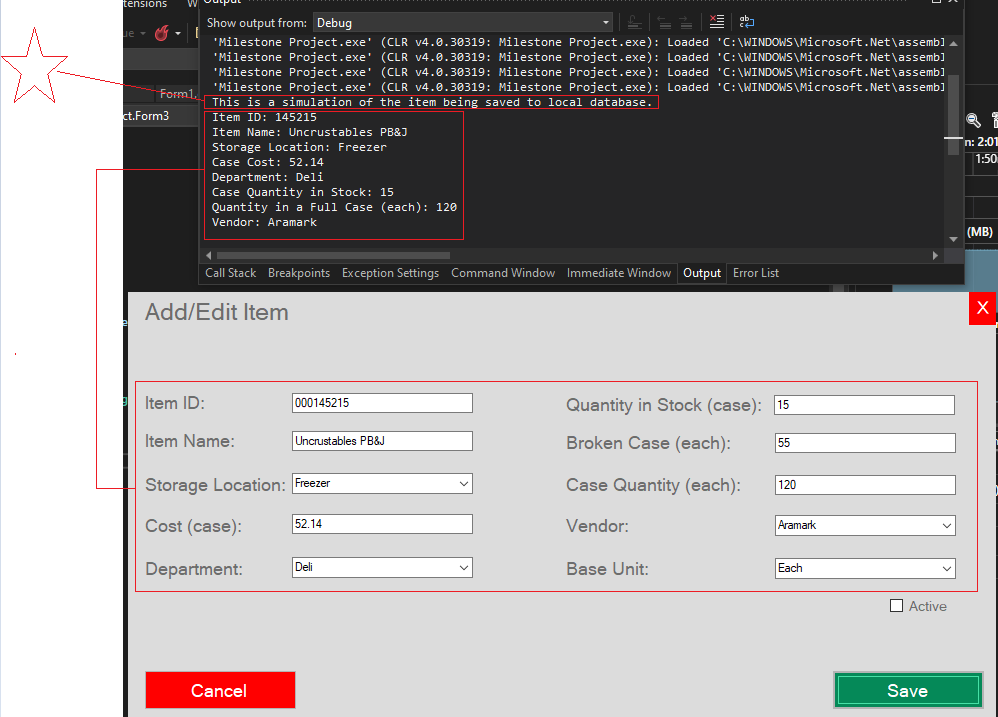 tensions
Output
Show output from: Debug
'Milestone Project.exe' (CLR v4.0.30319: Milestone Project.exe): Loaded 'C:\WINDOWS\Microsoft.Net\assembl
'Milestone Project.exe' (CLR v4.0.30319: Milestone Project.exe): Loaded 'C:\WINDOWS\Microsoft.Net\assembl
'Milestone Project.exe' (CLR v4.0.30319: Milestone Project.exe): Loaded 'C:\WINDOWS\Microsoft.Net\assembl
'Milestone Project.exe' (CLR v4.0.30319: Milestone Project.exe): Loaded 'C:\WINDOWS\Microsoft.Net\assembl
Form1.
This is a simulation of the item being saved to local database.
ct.Form3
Item ID: 145215
Item Name: Uncrustables PB&J
Storage Location: Freezer
Case Cost: 52.14
Department: Deli
Case Quantity in Stock: 15
Quantity in a Full Case (each): 120
Vendor: Aramark
n: 2:01
1:50
(MB)
Call Stack Breakpoints Exception Settings Command Window Immediate Window Output Error List
Add/Edit Item X
Item ID: 000145215 Quantity in Stock (case): 15
Item Name: Uncrustables PB&J Broken Case (each): 55
Storage Location: Freezer Case Quantity (each): 120
Cost (case): 52.14 Vendor: Aramark
Department: Deli Base Unit: Each
Active
Cancel Save